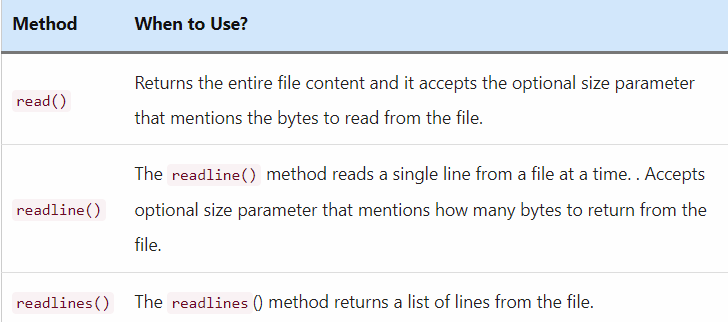 Method When to Use?
Returns the entire file content and it accepts the optional size parameter
read()
that mentions the bytes to read from the file.
The readline() method reads a single line from a file at a time. . Accepts
readline() optional size parameter that mentions how many bytes to return from the
file.
readlines() The readlines () method returns a list of lines from the file.